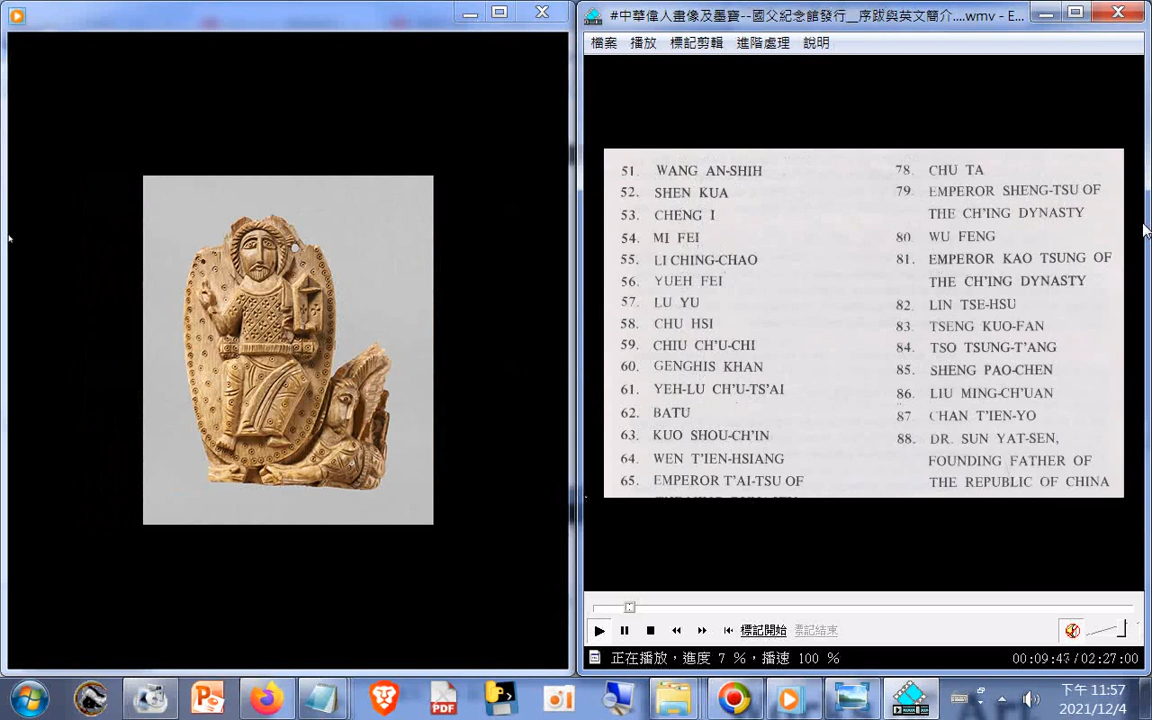 #中華偉人畫像及墨寶--國父紀念館發行__序跋與英文簡介....wmv - E...
檔案 播放 標記剪輯 進階處理 說明
51. WANG AN-SHIH
52. SHEN KUA
53. CHENG I
54. MI FEI
55. LI CHING-CHAO
56. YUEH FEI
57. LU YU
58. CHU HSI
59. CHIU CH'U-CHI
60. GENGHIS KHAN
61. YEH-LU CH'U-TS'AI
62. BATU
63. KUO SHOU-CH'IN
64. WEN T'IEN-HSIANG
65. EMPEROR T'AI-TSU OF
78. CHU TA
79. EMPEROR SHENG-TSU OF
THE CH'ING DYNASTY
80. WU FENG
81. EMPEROR KAO TSUNG OF
THE CH'ING DYNASTY
82. LIN TSE-HSU
83. TSENG KUO-FAN
84. TSO TSUNG-T'ANG
85. SHENG PAO-CHEN
86. LIU MING-CH'UAN
87. CHAN T'IEN-YO
88. DR. SUN YAT-SEN,
FOUNDING FATHER OF
THE REPUBLIC OF CHINA
標記開始 標記結束
正在播放，進度 7 %，播速 100 %
00:09:47/02:27:00
PDF
下午 11:57
2021/12/4